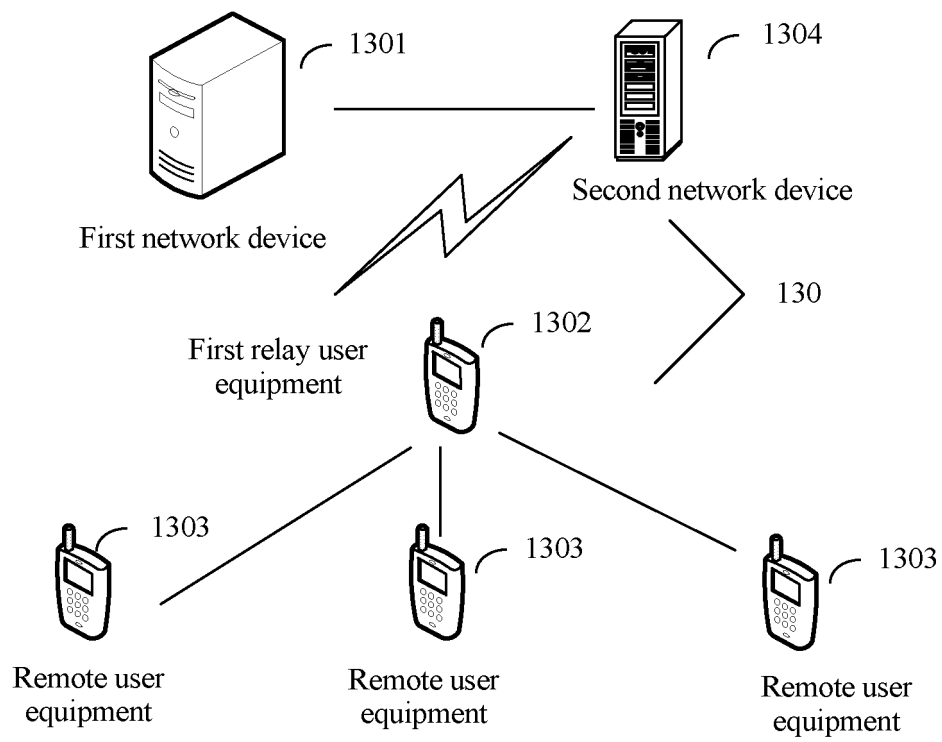 1301
1304
First network device
Second network device
130
1302
First relay user
equipment
1303
1303
1303
Remote user
equipment
Remote user
equipment
Remote user
equipment